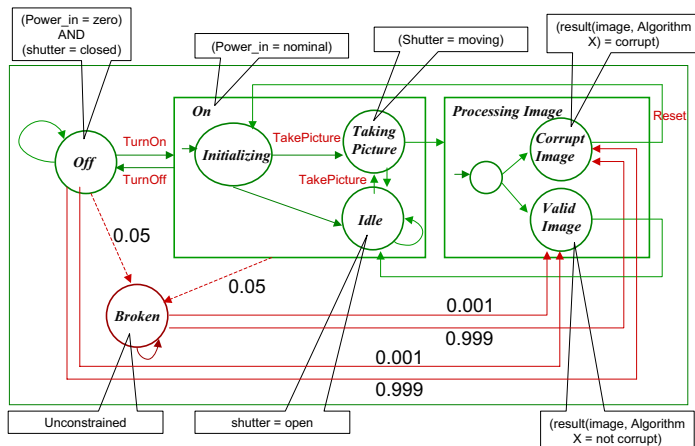 (Power_in = zero)
AND
(shutter = closed)
(Power_in = nominal)
(Shutter = moving)
(result(image, Algorithm
X) = corrupt)
On
Processing Image
Reset
Off
TurnOn
TurnOff
Initializing
TakePicture
Taking
Picture
TakePicture
Idle
Corrupt
Image
Valid
Image
0.05
0.05
Broken
0.001
0.999
0.001
0.999
Unconstrained
shutter = open
(result(image, Algorithm
X = not corrupt)